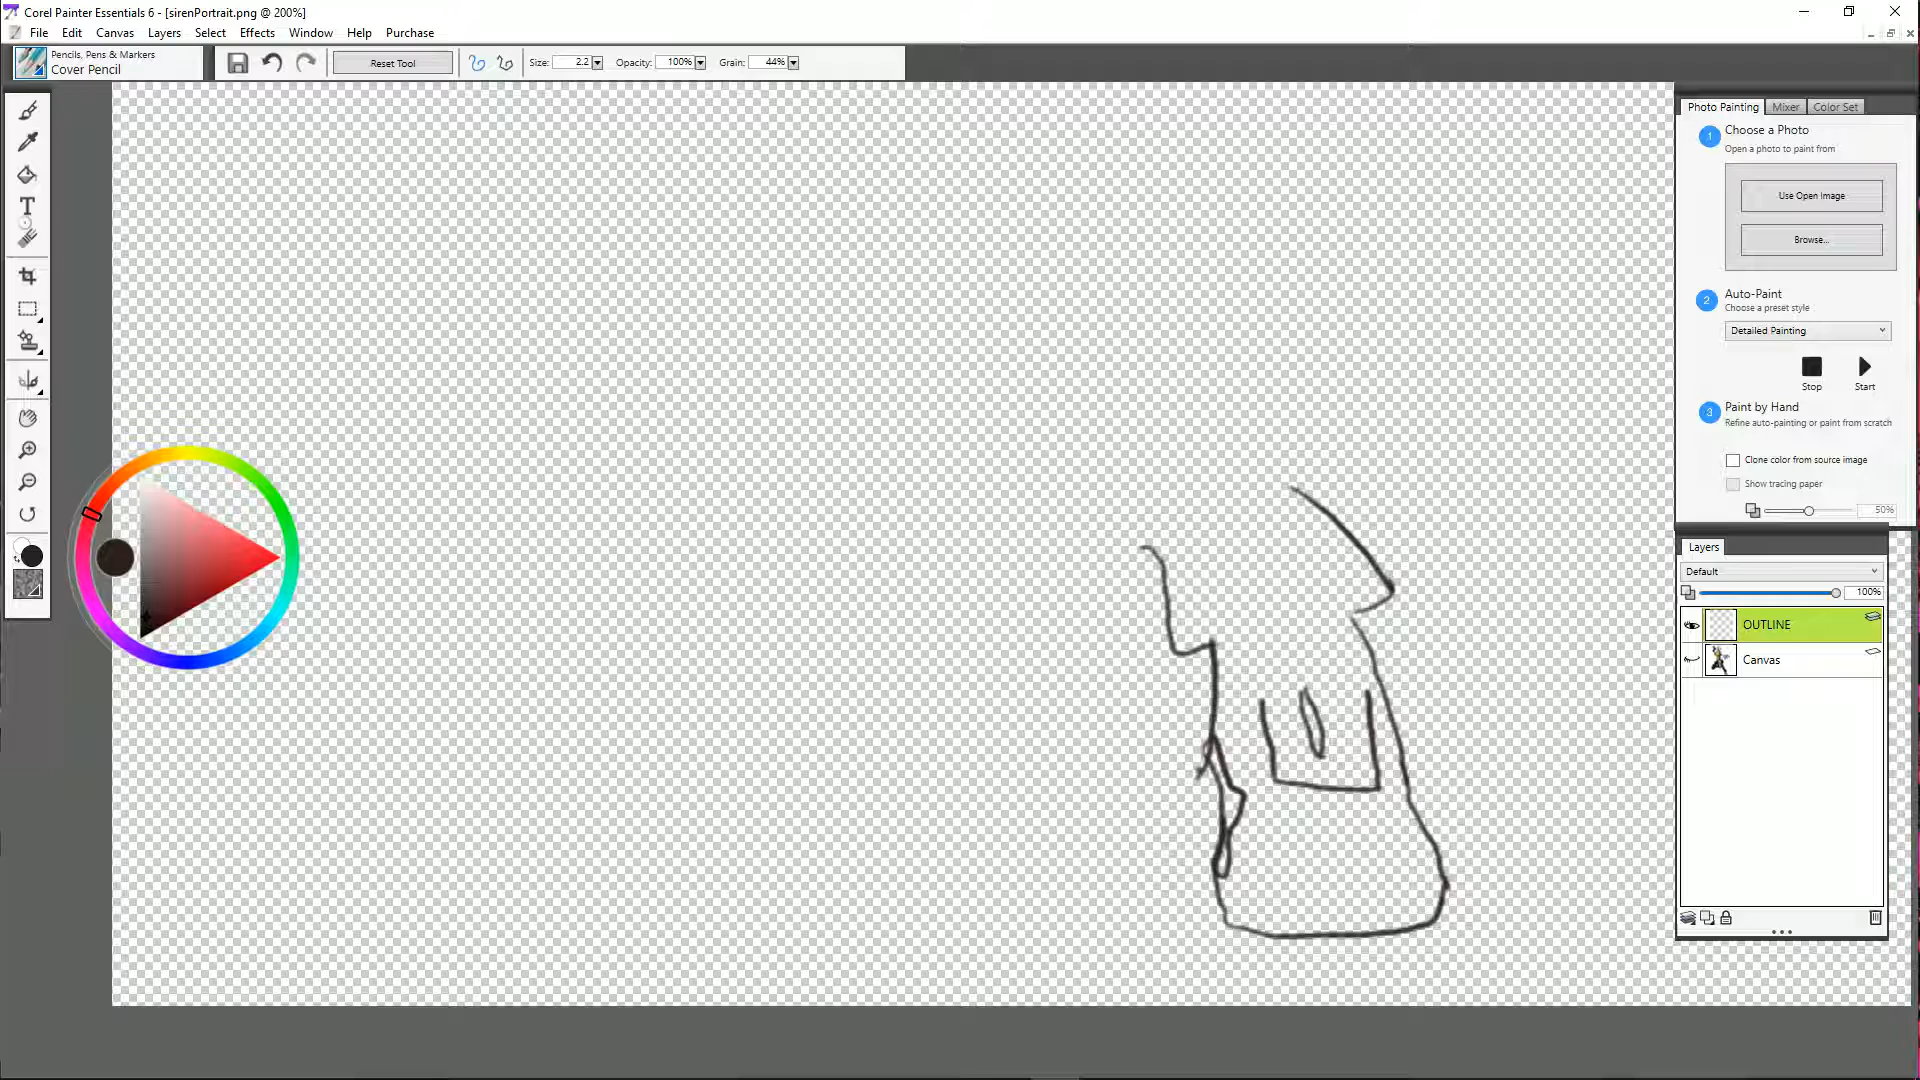 Corel Painter Essentials 6 - [sirenPortrait.png @ 200%]
File Edit Canvas Layers Select Effects Window Help Purchase
Pencils, Pens & Markers
Cover Pencil
Reset Tool
Size: 2.2
Opacity: 100%
Grain: 44%
Photo Painting Mixer Color Set
1 Choose a Photo
Open a photo to paint from
Use Open Image
Browse...
2 Auto-Paint
Choose a preset style
Detailed Painting
Stop Start
3 Paint by Hand
Refine auto-painting or paint from scratch
Clone color from source image
Show tracing paper
50%
Layers
Default
100%
OUTLINE
Canvas